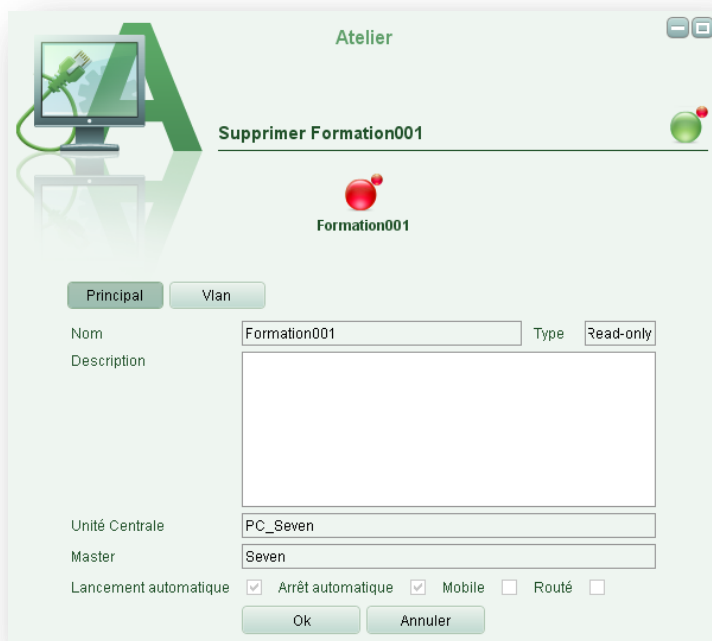 Atelier
Supprimer Formation001
Formation001
Principal Vlan
Nom Formation001 Type Read-only
Description
Unité Centrale PC_Seven
Master Seven
Lancement automatique Arrêt automatique Mobile Routé
Ok Annuler